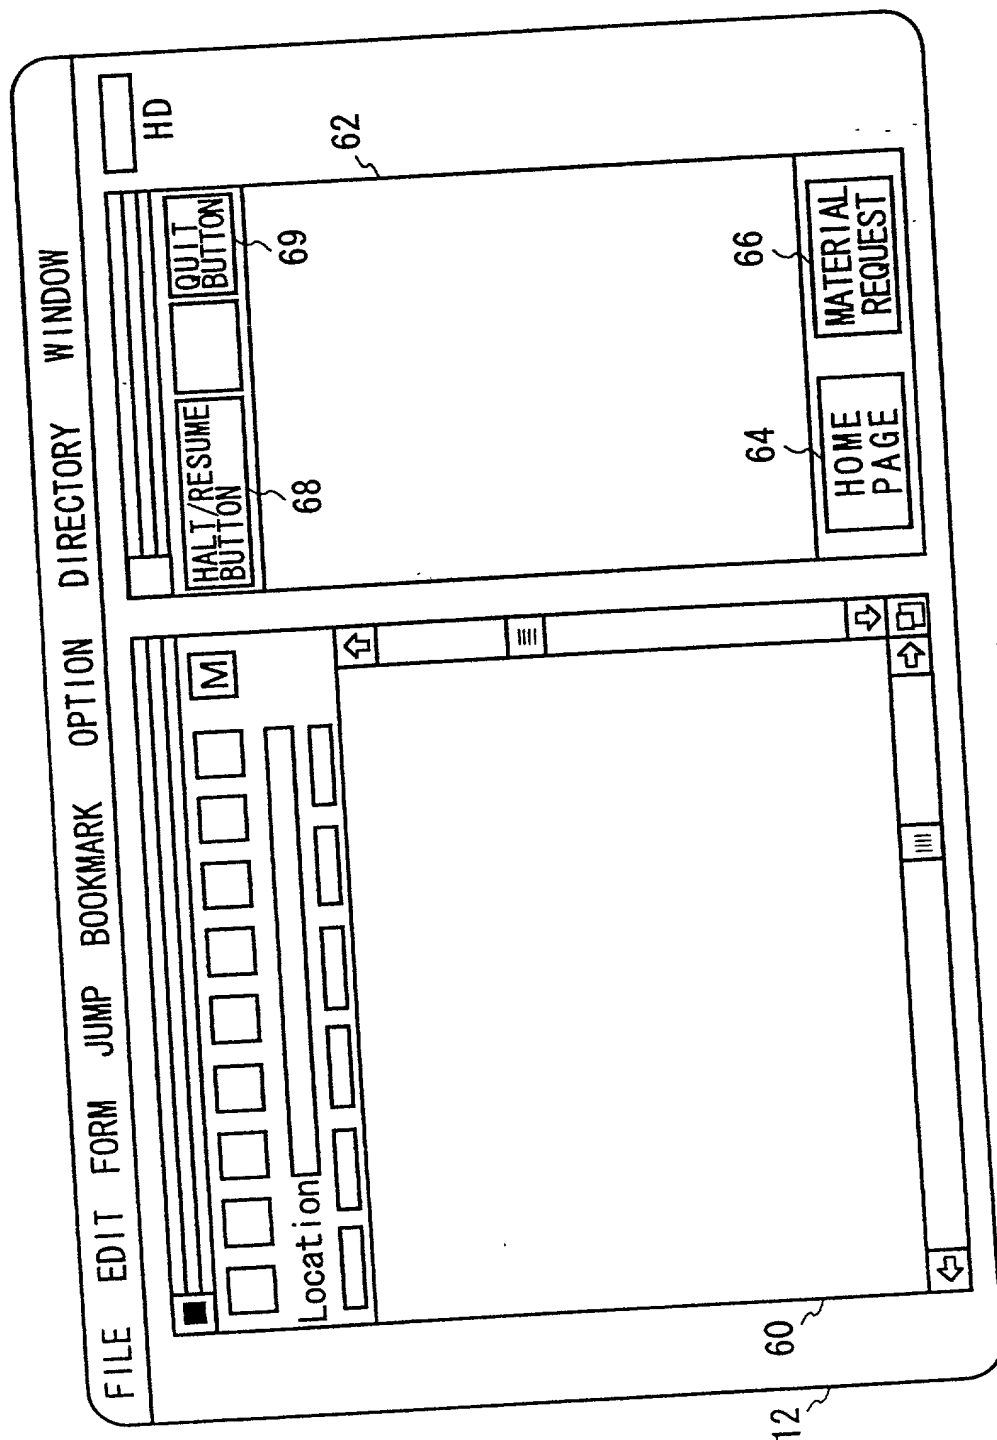 FILE EDIT FORM JUMP BOOKMARK OPTION DIRECTORY WINDOW
HD
M
Location
HALT/RESUME
BUTTON
QUIT
BUTTON
68
69
62
64
66
HOME
PAGE
MATERIAL
REQUEST
60
12